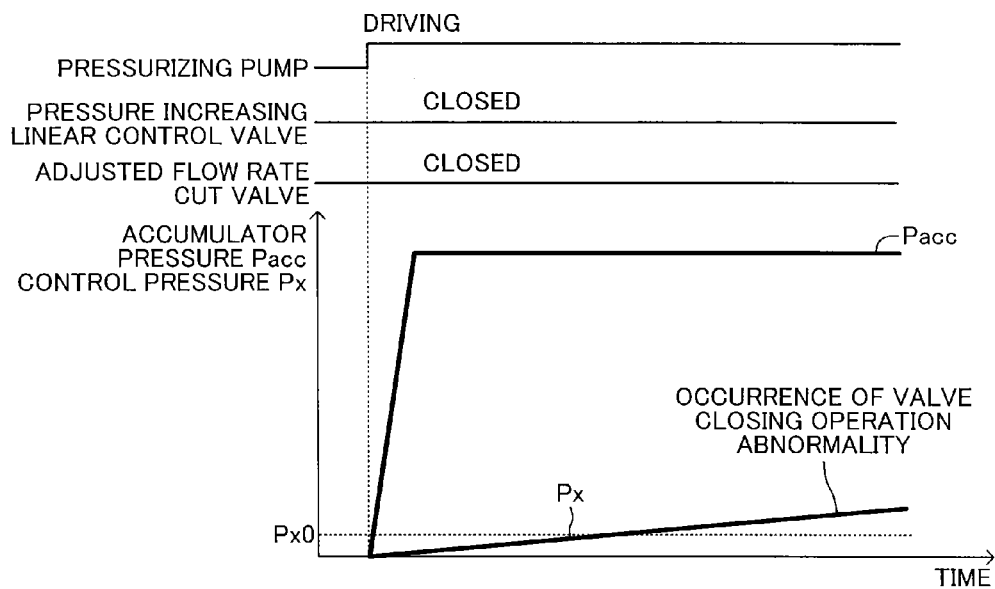 DRIVING
PRESSURIZING PUMP
PRESSURE INCREASING
LINEAR CONTROL VALVE
CLOSED
ADJUSTED FLOW RATE
CUT VALVE
CLOSED
ACCUMULATOR
PRESSURE Pacc
CONTROL PRESSURE Px
Pacc
OCCURRENCE OF VALVE
CLOSING OPERATION
ABNORMALITY
Px
Px0
TIME